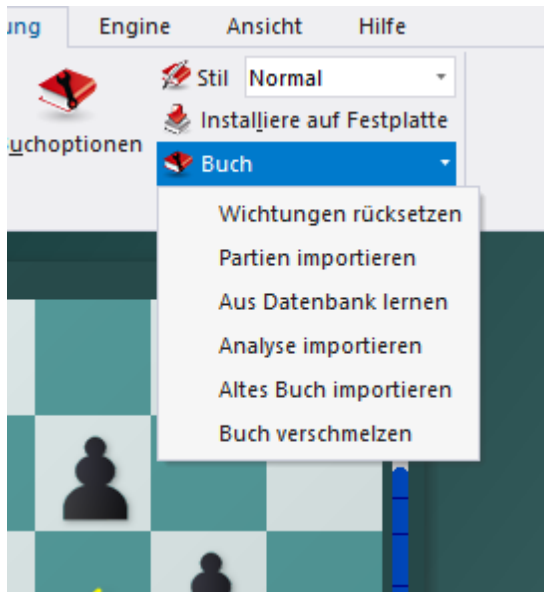 ung Engine Ansicht Hilfe
Stil Normal
Installiere auf Festplatte
uchoptionen
Buch
Wichtungen rücksetzen
Partien importieren
Aus Datenbank lernen
Analyse importieren
Altes Buch importieren
Buch verschmelzen